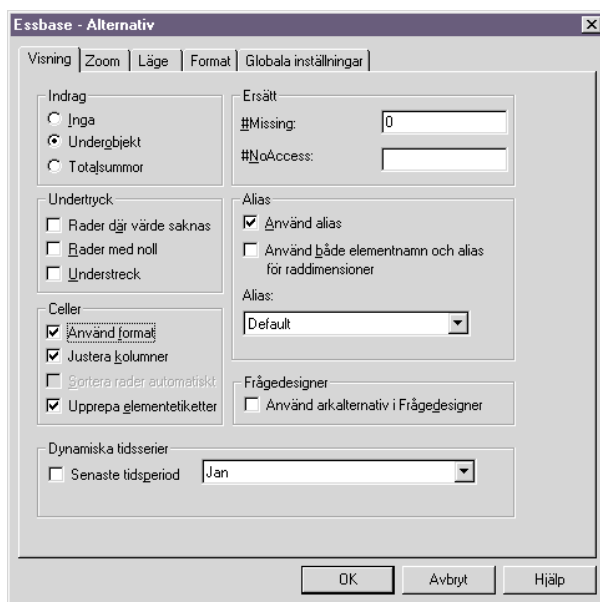 Essbase - Alternativ
Visning Zoom Läge Format Globala inställningar
Indrag
Inga
Underobjekt
Totalsummor
Ersätt
#Missing: 0
#NoAccess:
Undertryck
Rader där värde saknas
Rader med noll
Understreck
Alias
Använd alias
Använd både elementnamn och alias
för raddimensioner
Alias:
Default
Celler
Använd format
Justera kolumner
Sortera rader automatiskt
Upprepa elementetiketter
Frågedesigner
Använd arkalternativ i Frågedesigner
Dynamiska tidsserier
Senaste tidsperiod Jan
OK Avbryt Hjälp